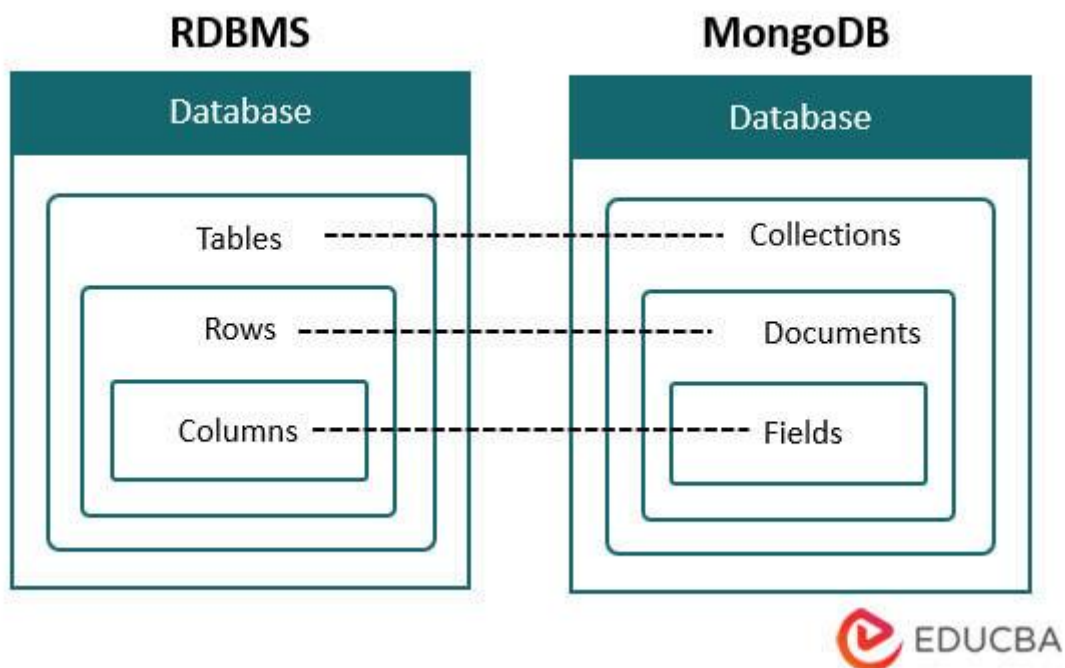 RDBMS
MongoDB
Database
Database
Tables
Collections
Rows
Documents
Columns
Fields
EDUCBA